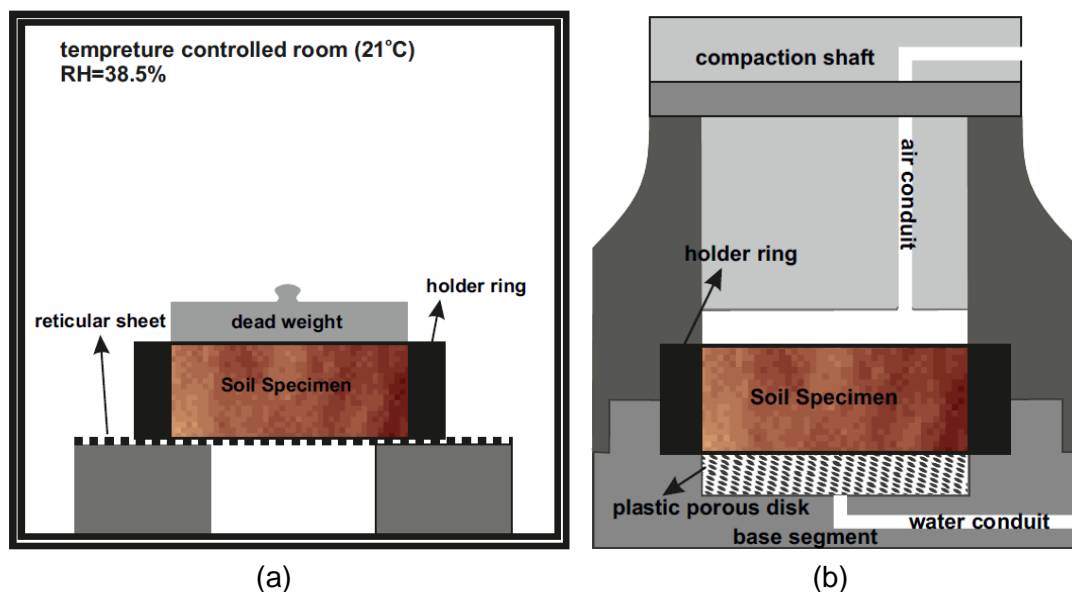 tempreture controlled room (21°C)
RH=38.5%
holder ring
reticular sheet
dead weight
Soil Specimen
(a)
compaction shaft
air conduit
holder ring
Soil Specimen
plastic porous disk
water conduit
base segment
(b)